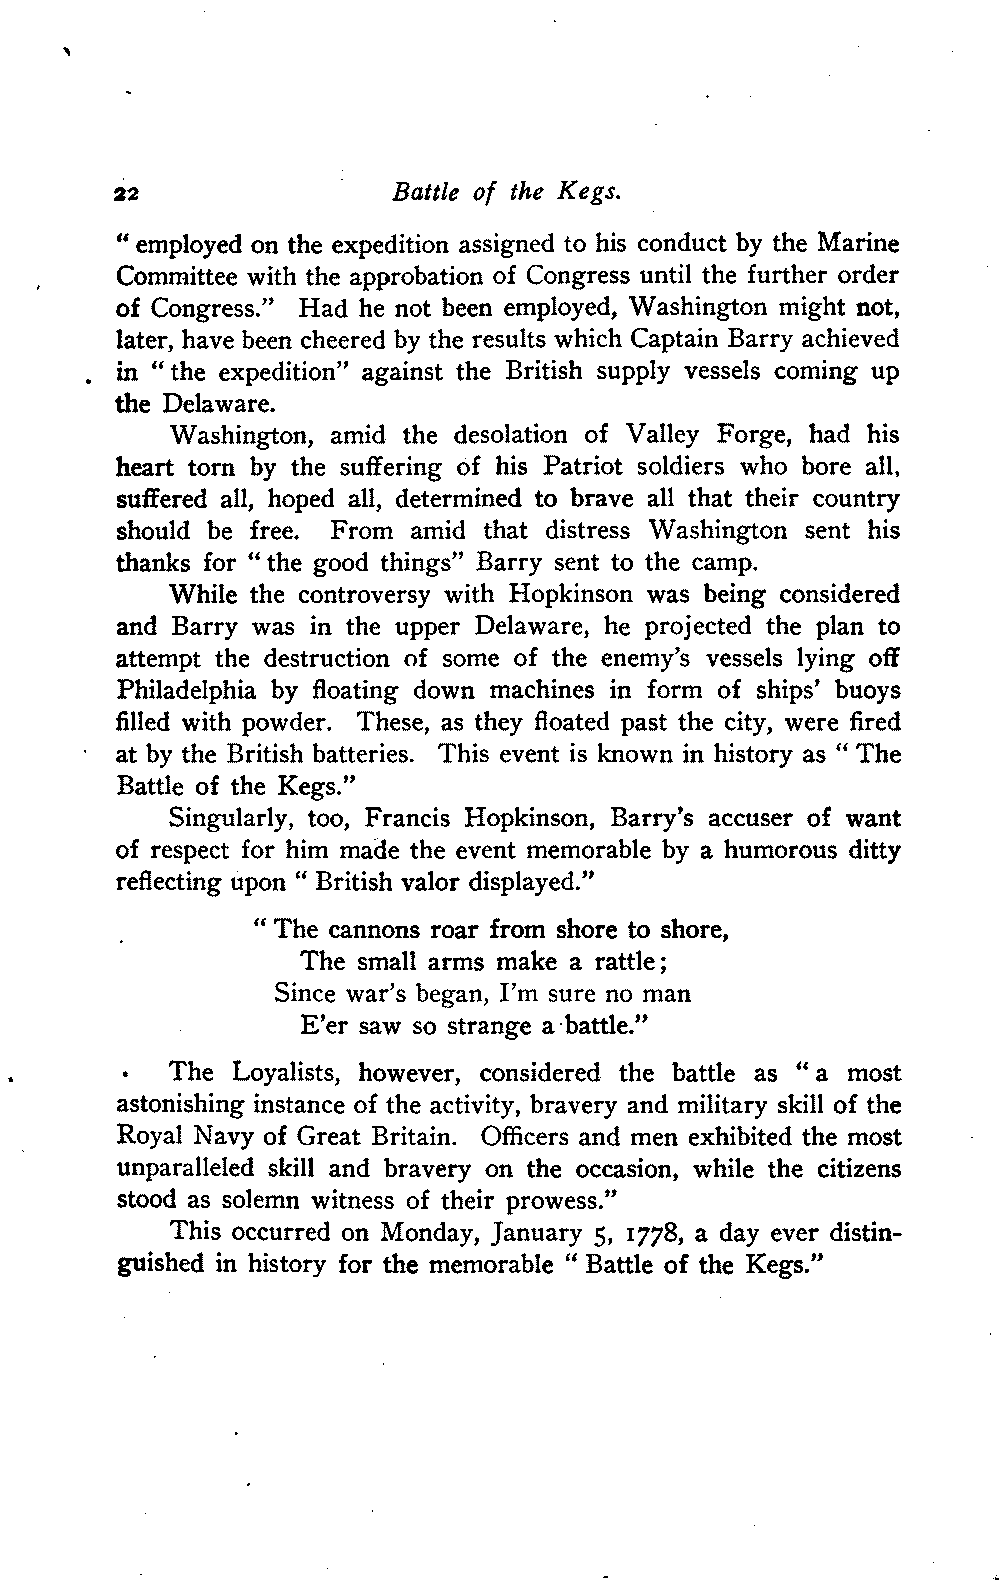 22 Battle of the Kegs.
“ employed on the expedition assigned to his conduct by the Marine
Committee with the approbation of Congress until the further order
of Congress.” Had he not been employed, Washington might not,
later, have been cheered by the results which Captain Barry achieved
in “ the expedition” against the British supply vessels coming up
the Delaware.
Washington, amid the desolation of Valley Forge, had his
heart torn by the suffering of his Patriot soldiers who bore all,
suffered all, hoped all, determined to brave all that their country
should be free. From amid that distress Washington sent his
thanks for “ the good things” Barry sent to the camp.
While the controversy with Hopkinson was being considered
and Barry was in the upper Delaware, he projected the plan to
attempt the destruction of some of the enemy’s vessels lying off
Philadelphia by floating down machines in form of ships’ buoys
filled with powder. These, as they floated past the city, were fired
at by the British batteries. This event is known in history as “ The
Battle of the Kegs.”
Singularly, too, Francis Hopkinson, Barry’s accuser of want
of respect for him made the event memorable by a humorous ditty
reflecting upon “ British valor displayed.”
“ The cannons roar from shore to shore,
The small arms make a rattle;
Since war’s began, I’m sure no man
E’er saw so strange a battle.”
The Loyalists, however, considered the battle as “ a most
astonishing instance of the activity, bravery and military skill of the
Royal Navy of Great Britain. Officers and men exhibited the most
unparalleled skill and bravery on the occasion, while the citizens
stood as solemn witness of their prowess.”
This occurred on Monday, January 5, 1778, a day ever distin-
guished in history for the memorable “ Battle of the Kegs.”